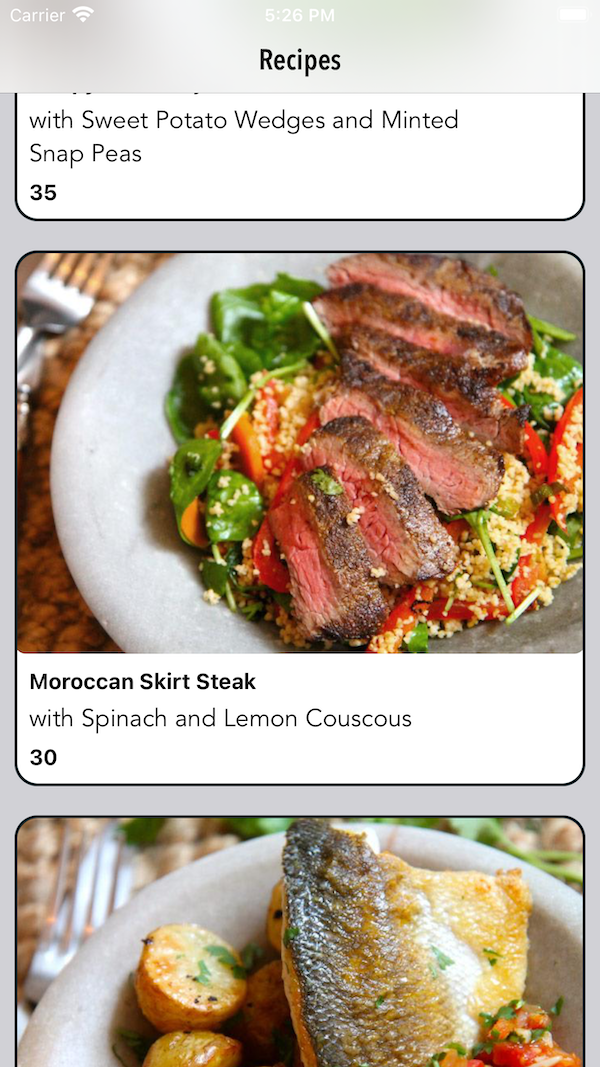 Carrier
5:26 PM
Recipes
with Sweet Potato Wedges and Minted
Snap Peas
35
Moroccan Skirt Steak
with Spinach and Lemon Couscous
30